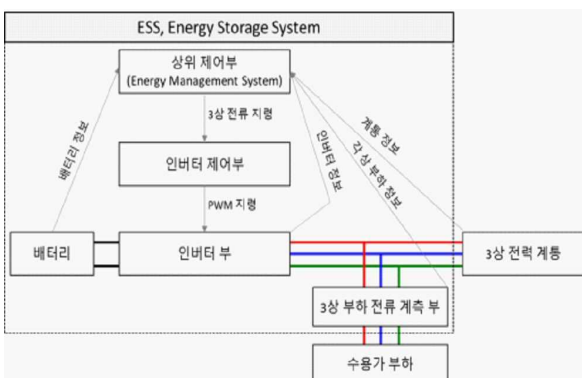 ESS, Energy Storage System
상위 제어부
(Energy Management System)
3상 전류 지령
배터리 정보
인버터 제어부
인버터 정보
계통 정보
각 상 부하 정보
PWM 지령
배터리
인버터 부
3상 전력 계통
3상 부하 전류 계측 부
수용가 부하